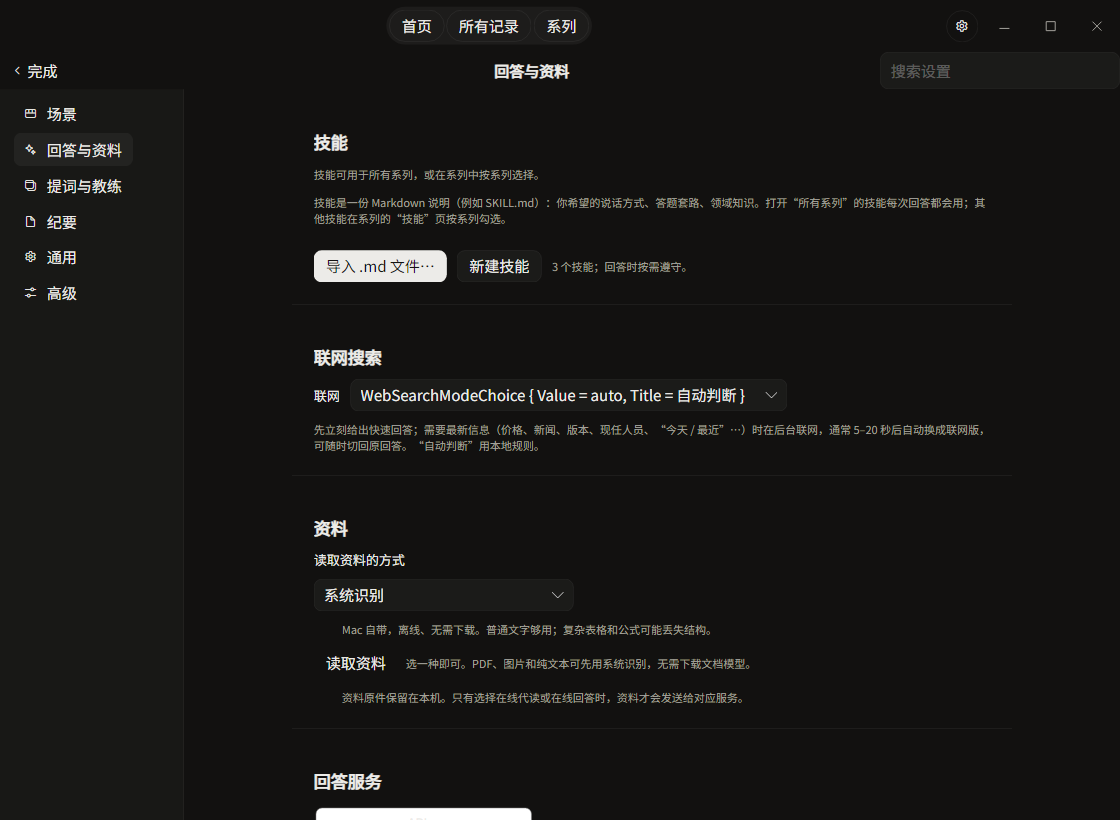 首页
所有记录
系列
完成
回答与资料
搜索设置
场景
回答与资料
提词与教练
纪要
通用
高级
技能
技能可用于所有系列，或在系列中按系列选择。
技能是一份 Markdown 说明（例如 SKILL.md）：你希望的说话方式、答题套路、领域知识。打开“所有系列”的技能每次回答都会用；其
他技能在系列的“技能”页按系列勾选。
导入 .md 文件…
新建技能
3 个技能；回答时按需遵守。
联网搜索
联网
WebSearchModeChoice { Value = auto, Title = 自动判断 }
先立刻给出快速回答；需要最新信息（价格、新闻、版本、现任人员、“今天 / 最近”…）时在后台联网，通常 5–20 秒后自动换成联网版，
可随时切回原回答。“自动判断”用本地规则。
资料
读取资料的方式
系统识别
Mac 自带，离线、无需下载。普通文字够用；复杂表格和公式可能丢失结构。
读取资料
选一种即可。PDF、图片和纯文本可先用系统识别，无需下载文档模型。
资料原件保留在本机。只有选择在线代读或在线回答时，资料才会发送给对应服务。
回答服务